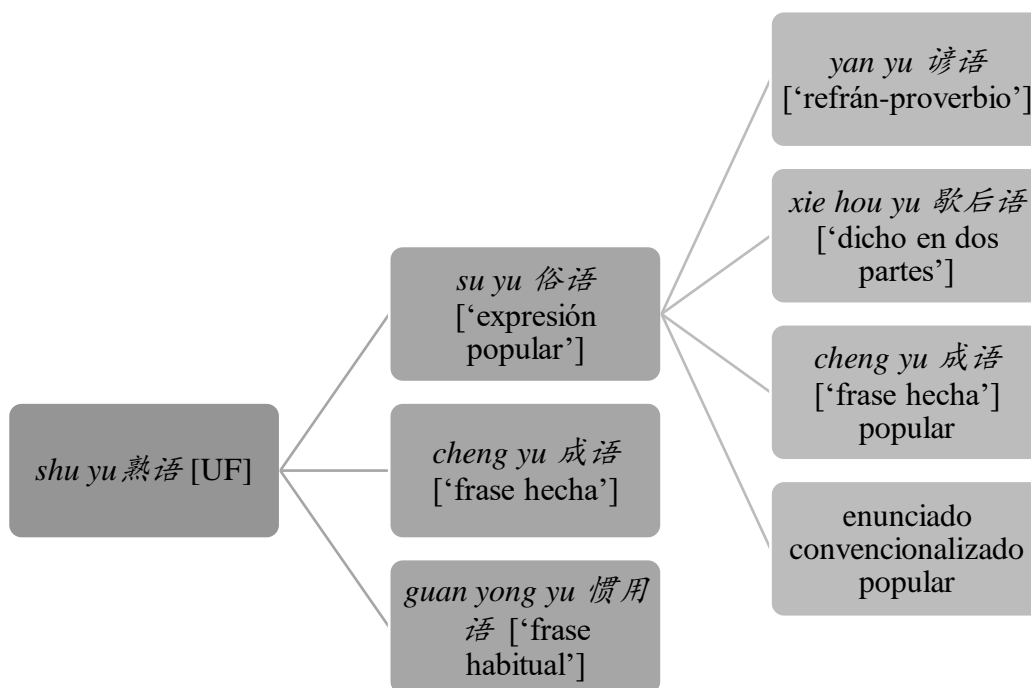 shu yu 熟语 [UF]
su yu 俗语
[‘expresión
popular’]
cheng yu 成语
[‘frase hecha’]
guan yong yu 惯用
语 [‘frase
habitual’]
yan yu 谚语
[‘refrán-proverbio’]
xie hou yu 歇后语
[‘dicho en dos
partes’]
cheng yu 成语
[‘frase hecha’]
popular
enunciado
convencionalizado
popular